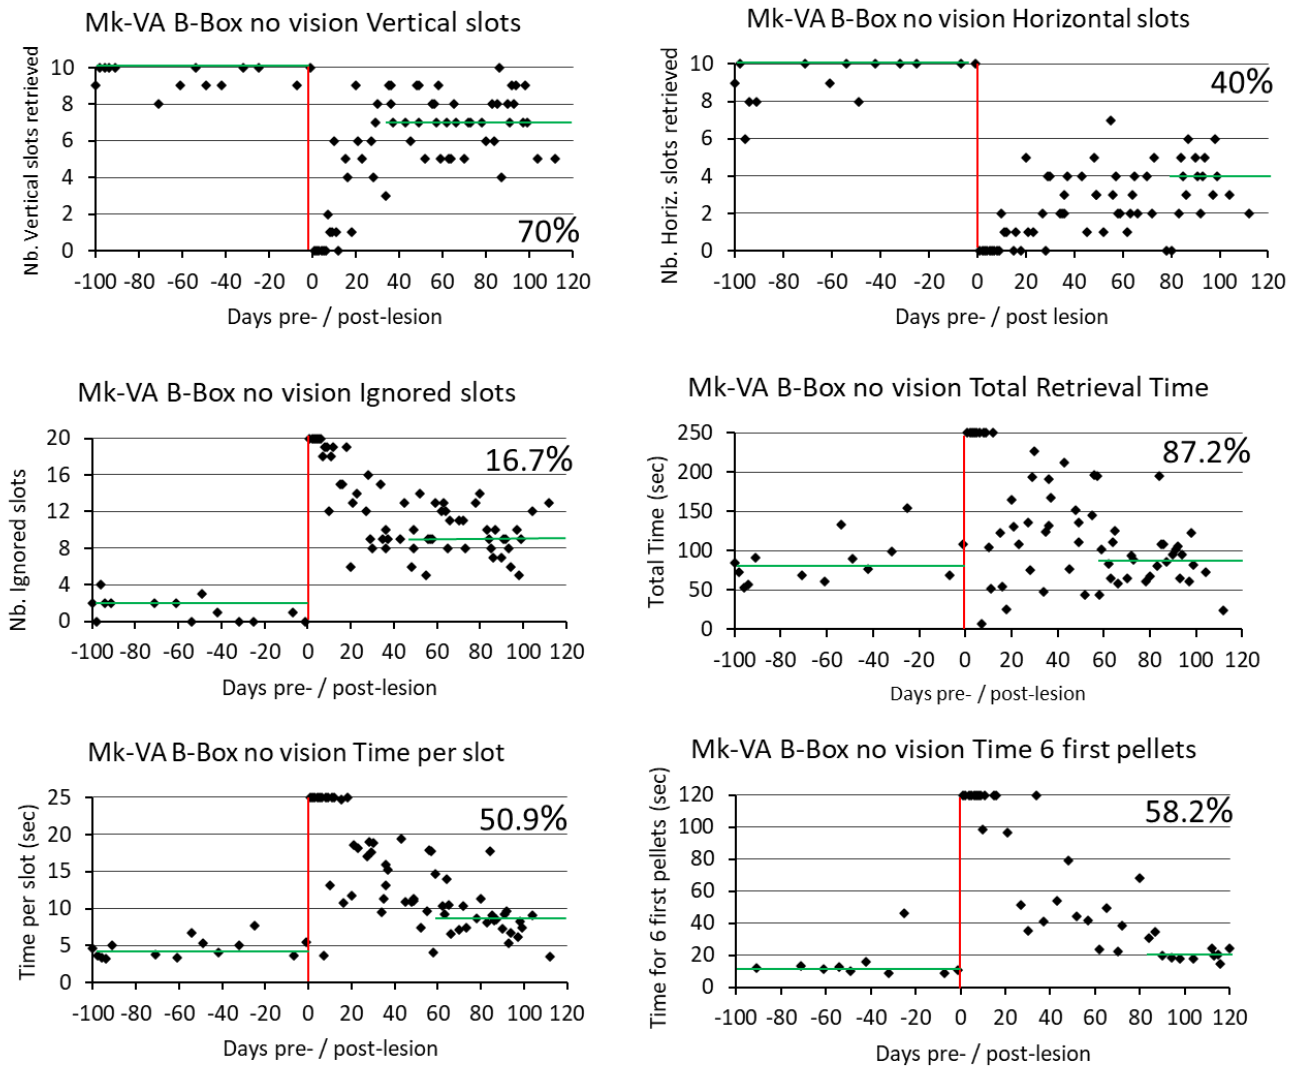 Mk-VA B-Box no vision Vertical slots
Nb. Vertical slots retrieved
10
8
6
4
2
0
70%
-100 -80 -60 -40 -20 0 20 40 60 80 100 120
Days pre- / post-lesion
Mk-VA B-Box no vision Horizontal slots
Nb. Horiz. slots retrieved
10
8
6
4
2
0
40%
-100 -80 -60 -40 -20 0 20 40 60 80 100 120
Days pre- / post lesion
Mk-VA B-Box no vision Ignored slots
Nb. Ignored slots
20
16
12
8
4
0
16.7%
-100 -80 -60 -40 -20 0 20 40 60 80 100 120
Days pre- / post-lesion
Mk-VA B-Box no vision Total Retrieval Time
Total Time (sec)
250
200
150
100
50
0
87.2%
-100 -80 -60 -40 -20 0 20 40 60 80 100 120
Days pre- / post-lesion
Mk-VA B-Box no vision Time per slot
Time per slot (sec)
25
20
15
10
5
0
50.9%
-100 -80 -60 -40 -20 0 20 40 60 80 100 120
Days pre- / post-lesion
Mk-VA B-Box no vision Time 6 first pellets
Time for 6 first pellets (sec)
120
100
80
60
40
20
0
58.2%
-100 -80 -60 -40 -20 0 20 40 60 80 100 120
Days pre- / post-lesion